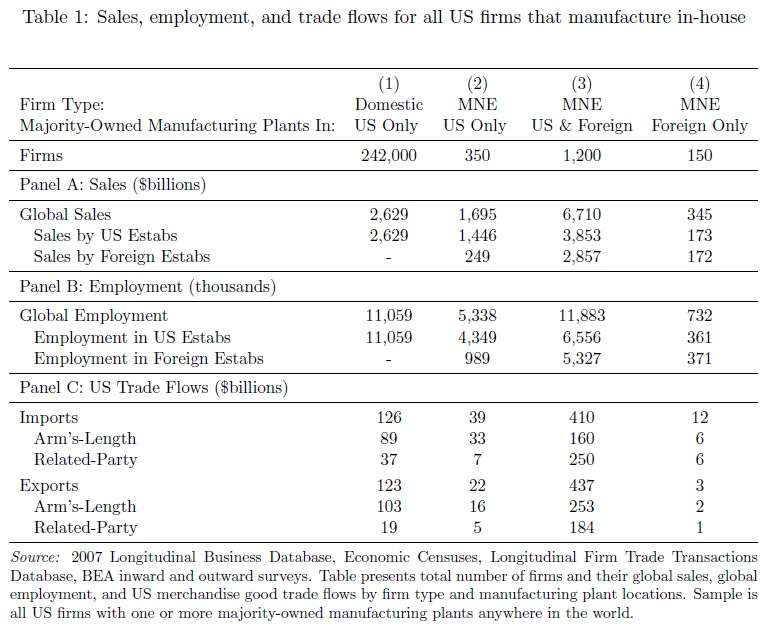 Table 1: Sales, employment, and trade flows for all US firms that manufacture in-house
(1) (2) (3) (4)
Firm Type: Domestic MNE MNE MNE
Majority-Owned Manufacturing Plants In: US Only US Only US & Foreign Foreign Only
Firms 242,000 350 1,200 150
Panel A: Sales ($billions)
Global Sales 2,629 1,695 6,710 345
Sales by US Estabs 2,629 1,446 3,853 173
Sales by Foreign Estabs - 249 2,857 172
Panel B: Employment (thousands)
Global Employment 11,059 5,338 11,883 732
Employment in US Estabs 11,059 4,349 6,556 361
Employment in Foreign Estabs - 989 5,327 371
Panel C: US Trade Flows ($billions)
Imports 126 39 410 12
Arm's-Length 89 33 160 6
Related-Party 37 7 250 6
Exports 123 22 437 3
Arm's-Length 103 16 253 2
Related-Party 19 5 184 1
Source: 2007 Longitudinal Business Database, Economic Censuses, Longitudinal Firm Trade Transactions
Database, BEA inward and outward surveys. Table presents total number of firms and their global sales, global
employment, and US merchandise good trade flows by firm type and manufacturing plant locations. Sample is
all US firms with one or more majority-owned manufacturing plants anywhere in the world.